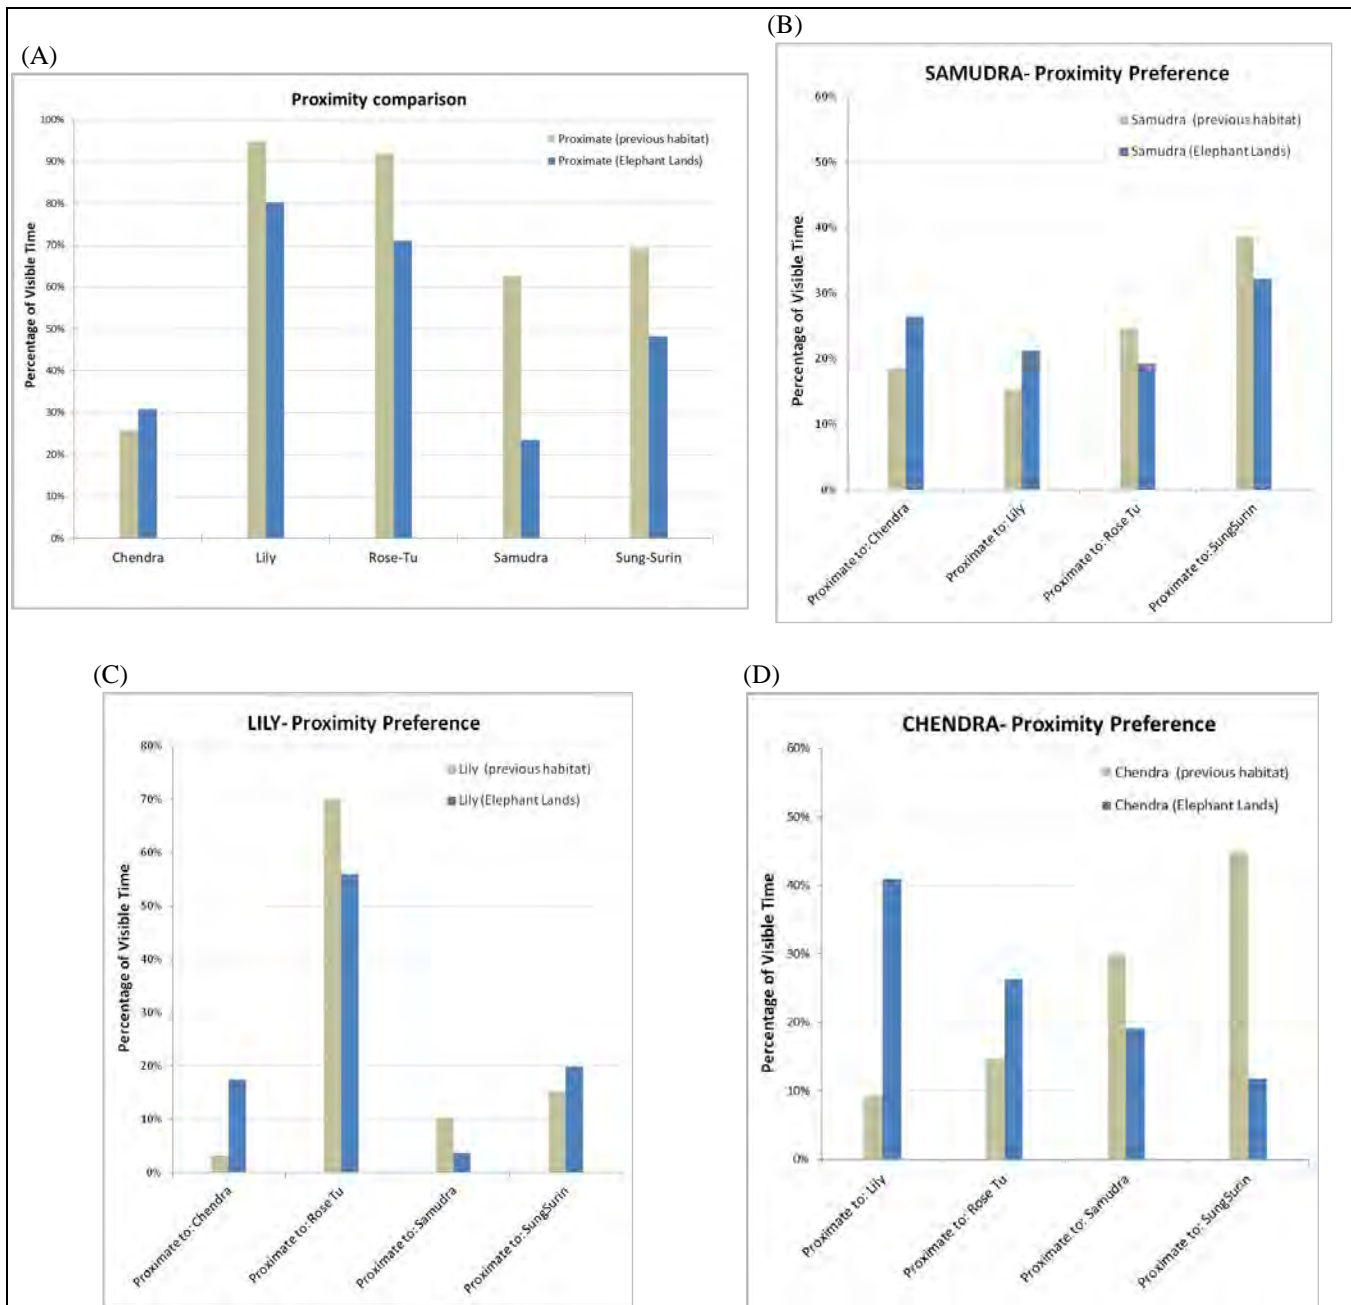 (A)
Proximity comparison
100%
90%
80%
70%
60%
50%
40%
30%
20%
10%
0%
Percentage of Visible Time
Proximate (previous habitat)
Proximate (Elephant Lands)
Chendra
Lily
Rose-Tu
Samudra
Sung-Surin
(B)
SAMUDRA- Proximity Preference
60%
50%
40%
30%
20%
10%
0%
Percentage of Visible Time
Samudra (previous habitat)
Samudra (Elephant Lands)
Proximate to: Chendra
Proximate to: Lily
Proximate to: Rose Tu
Proximate to: SungSurin
(C)
LILY- Proximity Preference
80%
70%
60%
50%
40%
30%
20%
10%
0%
Percentage of Visible Time
Lily (previous habitat)
Lily (Elephant Lands)
Proximate to: Chendra
Proximate to: Rose Tu
Proximate to: Samudra
Proximate to: SungSurin
(D)
CHENDRA- Proximity Preference
60%
50%
40%
30%
20%
10%
0%
Percentage of Visible Time
Chendra (previous habitat)
Chendra (Elephant Lands)
Proximate to: Lily
Proximate to: Rose Tu
Proximate to: Samudra
Proximate to: SungSurin